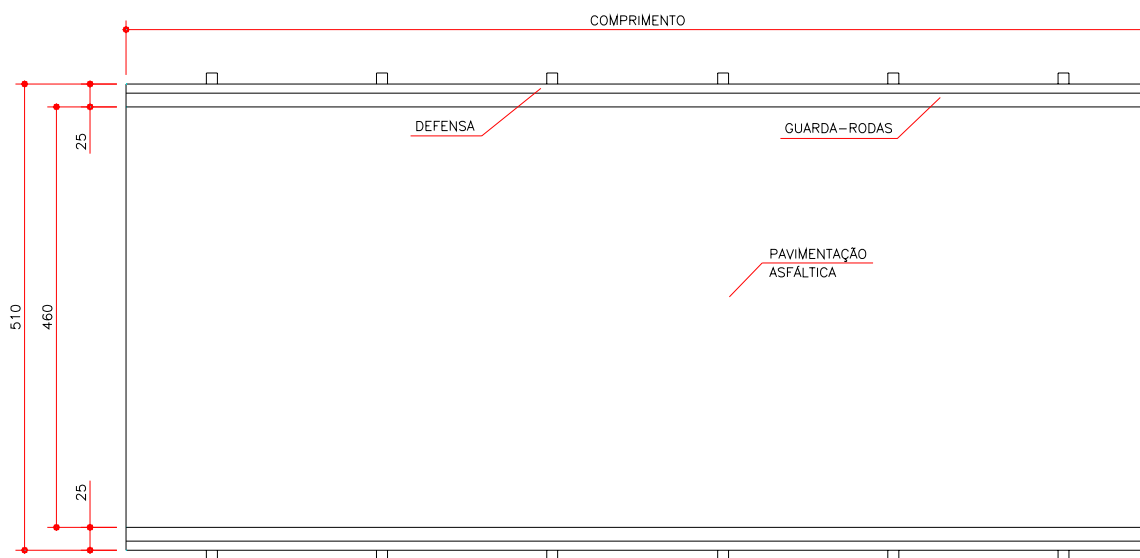 COMPRIMENTO
DEFENSA
GUARDA-RODAS
25
PAVIMENTAÇÃO
ASFÁLTICA
510
460
25